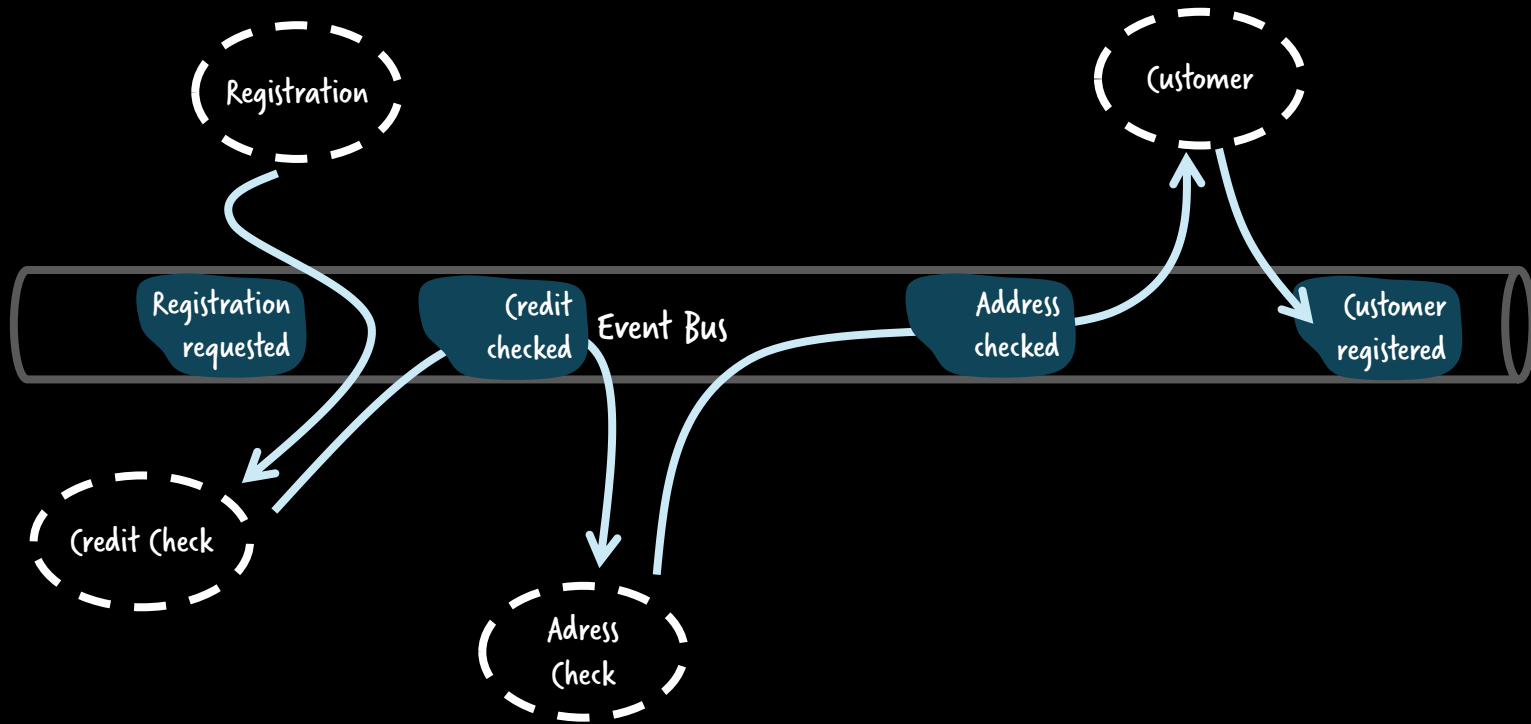 Registration
Customer
Registration
requested
Credit
checked
Event Bus
Address
checked
Customer
registered
Credit Check
Adress
Check